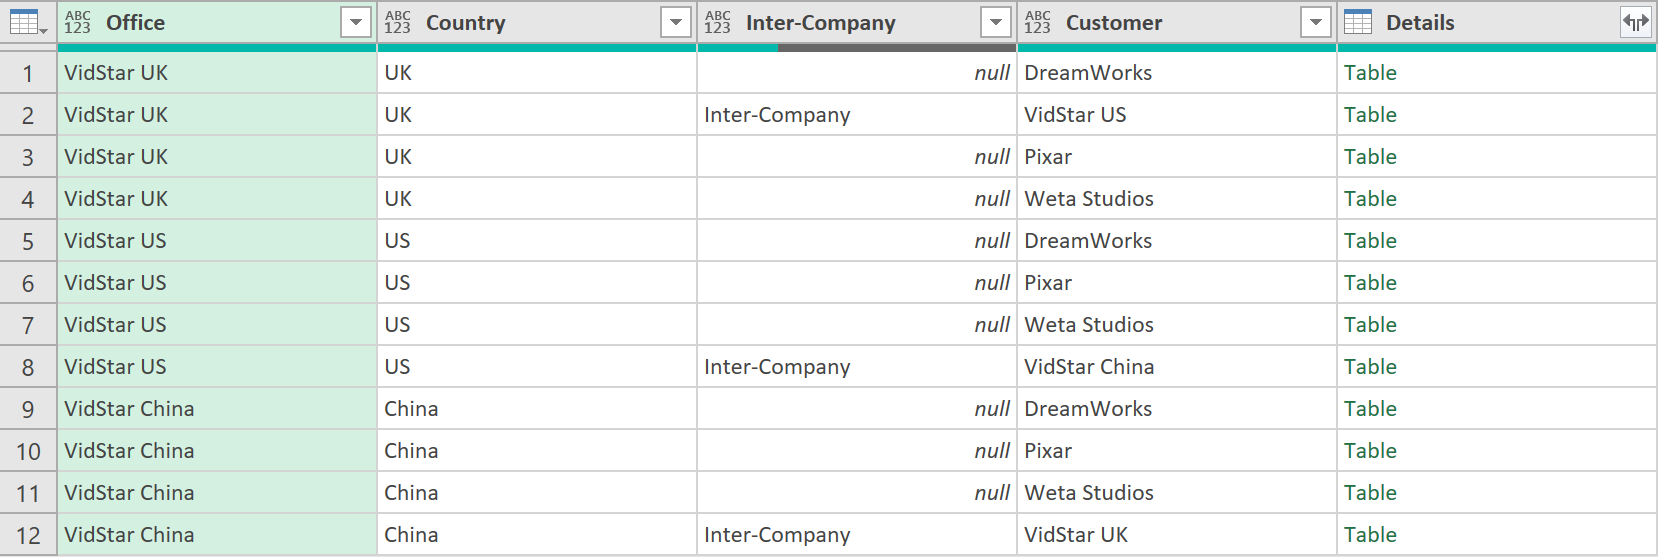 ABC 123 Office ABC 123 Country ABC 123 Inter-Company ABC 123 Customer Details
1 VidStar UK UK null DreamWorks Table
2 VidStar UK UK Inter-Company VidStar US Table
3 VidStar UK UK null Pixar Table
4 VidStar UK UK null Weta Studios Table
5 VidStar US US null DreamWorks Table
6 VidStar US US null Pixar Table
7 VidStar US US null Weta Studios Table
8 VidStar US US Inter-Company VidStar China Table
9 VidStar China China null DreamWorks Table
10 VidStar China China null Pixar Table
11 VidStar China China null Weta Studios Table
12 VidStar China China Inter-Company VidStar UK Table